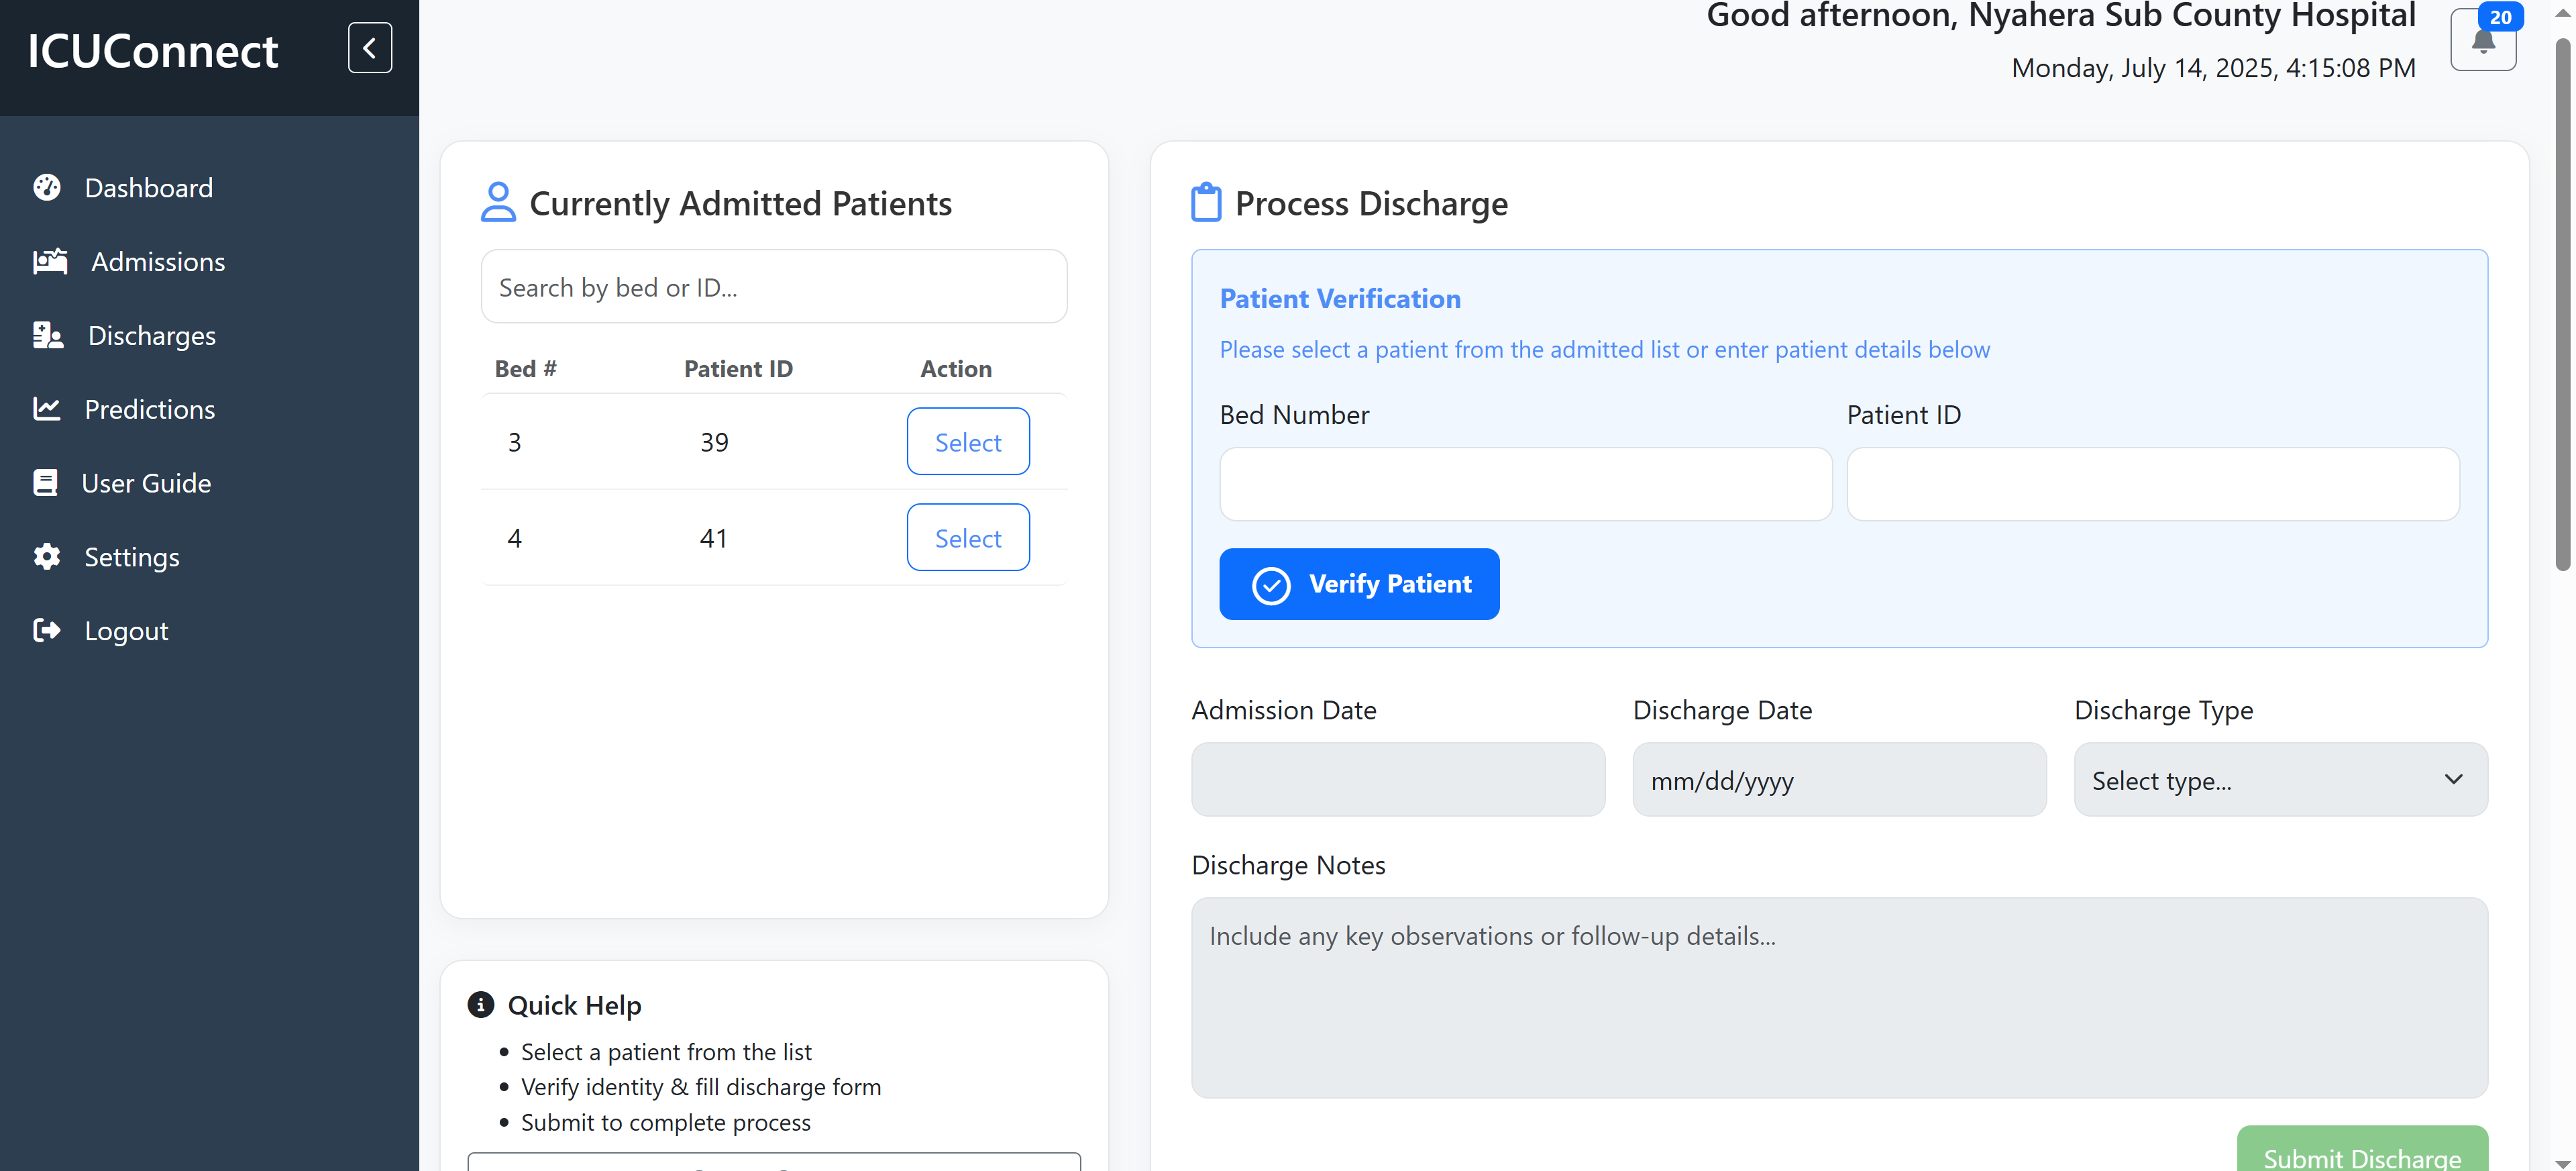 ICUConnect
Dashboard
Admissions
Discharges
Predictions
User Guide
Settings
Logout
Good afternoon, Nyahera Sub County Hospital
Monday, July 14, 2025, 4:15:08 PM
20
Currently Admitted Patients
Search by bed or ID...
Bed # Patient ID Action
3 39 Select
4 41 Select
Quick Help
• Select a patient from the list
• Verify identity & fill discharge form
• Submit to complete process
Process Discharge
Patient Verification
Please select a patient from the admitted list or enter patient details below
Bed Number Patient ID
Verify Patient
Admission Date Discharge Date Discharge Type
mm/dd/yyyy Select type...
Discharge Notes
Include any key observations or follow-up details...
Submit Discharge